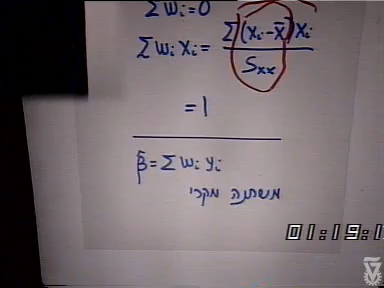 Σwᵢ=0
Σwᵢxᵢ = Σ(xᵢ-x̄)xᵢ / Sxx
=1
β̂=Σwᵢyᵢ
משתנה מקרי
01:19:1